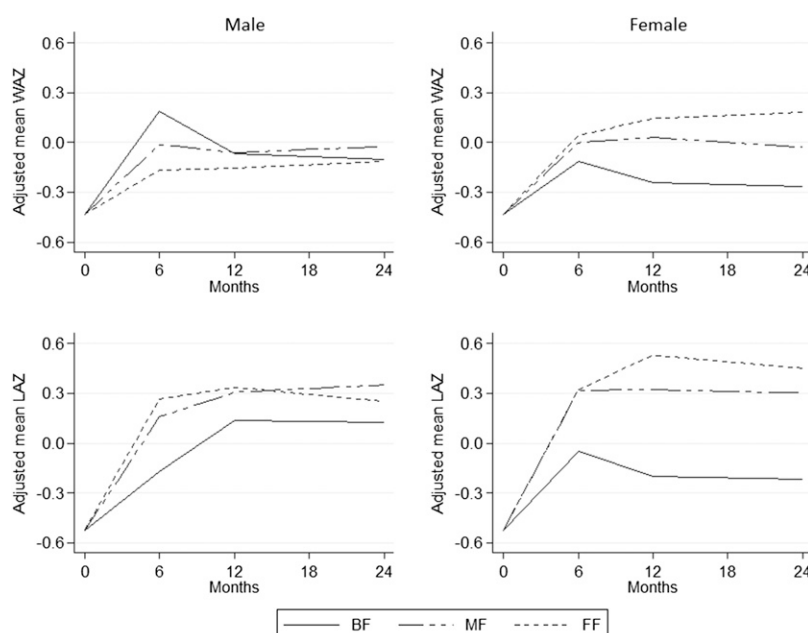 Male
Adjusted mean WAZ
0.6
0.3
0.0
-0.3
-0.6
0 6 12 18 24
Months
Female
Adjusted mean WAZ
0.6
0.3
0.0
-0.3
-0.6
0 6 12 18 24
Months
Adjusted mean LAZ
0.6
0.3
0.0
-0.3
-0.6
0 6 12 18 24
Months
Adjusted mean LAZ
0.6
0.3
0.0
-0.3
-0.6
0 6 12 18 24
Months
BF MF FF